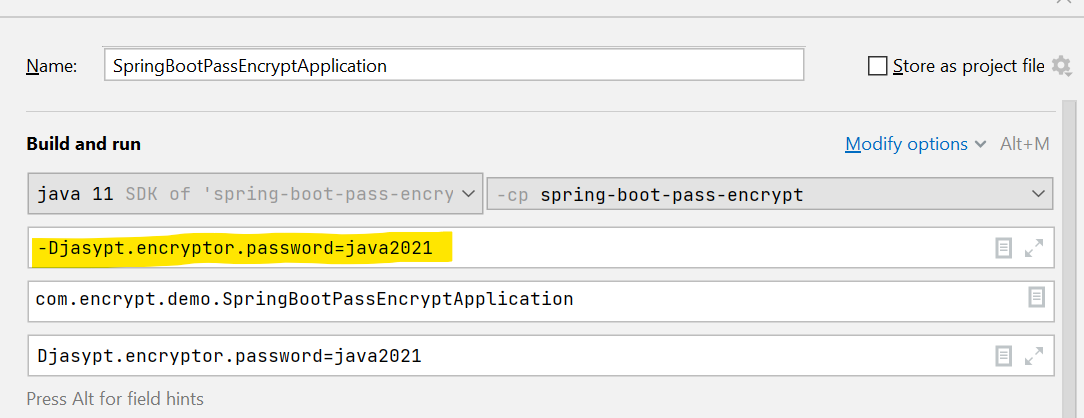 Name: SpringBootPassEncryptApplication Store as project file
Build and run Modify options Alt+M
java 11 SDK of 'spring-boot-pass-encry -cp spring-boot-pass-encrypt
-Djasypt.encryptor.password=java2021
com.encrypt.demo.SpringBootPassEncryptApplication
Djasypt.encryptor.password=java2021
Press Alt for field hints